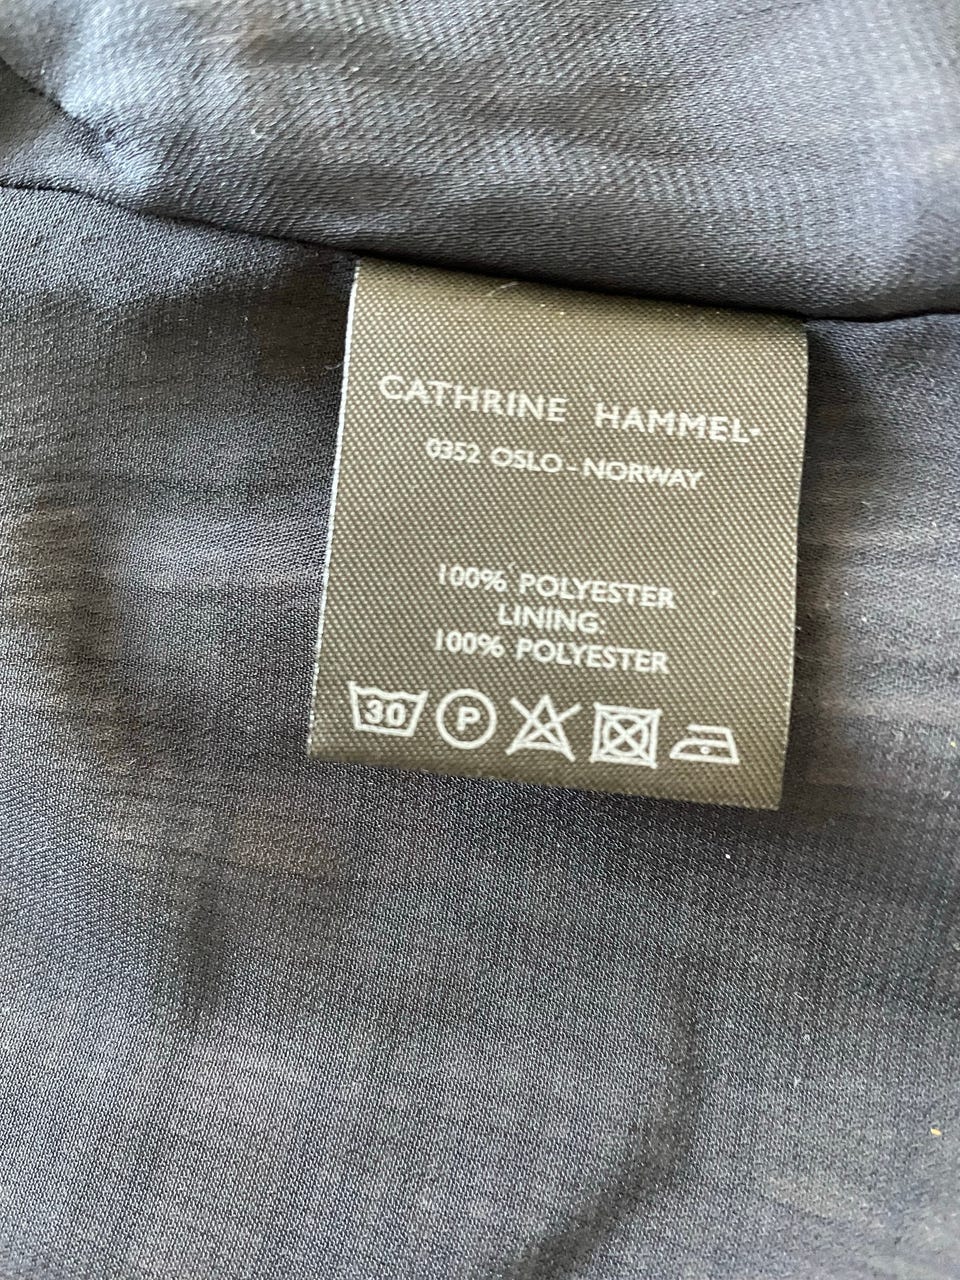 CATHRINE HAMMEL
0352 OSLO - NORWAY
100% POLYESTER
LINING:
100% POLYESTER
30 P